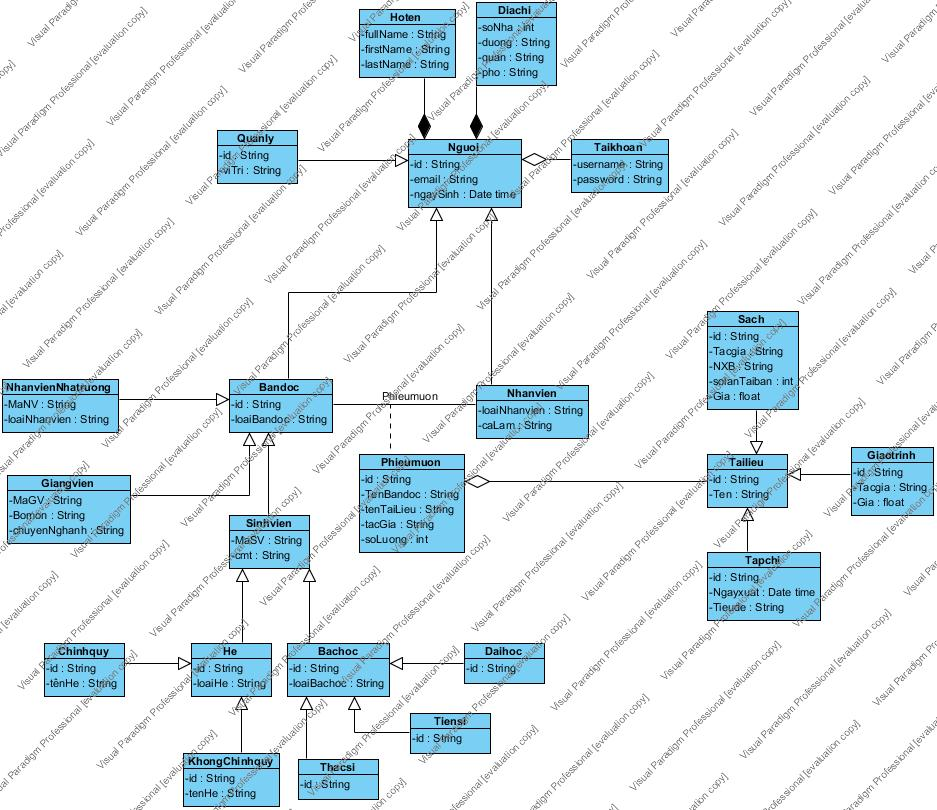 Hoten
-fullName : String
-firstName : String
-lastName : String
Diachi
-soNha : int
-duong : String
-quan : String
-pho : String
Quanly
-id : String
-viTri : String
Nguoi
-id : String
-email : String
-ngaySinh : Date time
Taikhoan
-username : String
-password : String
Sach
-id : String
-Tacgia : String
-NXB : String
-solanTaiban : int
-Gia : float
NhanvienNhatruong
-MaNV : String
-loaiNhanvien : String
Bandoc
-id : String
-loaiBandoc : String
Phieumuon
Nhanvien
-loaiNhanvien : String
-caLam : String
Phieumuon
-id : String
-TenBandoc : String
-tenTaiLieu : String
-tacGia : String
-soLuong : int
Tailieu
-id : String
-Ten : String
Giaotrinh
-id : String
-Tacgia : String
-Gia : float
Giangvien
-MaGV : String
-Bomon : String
-chuyenNghanh : String
Sinhvien
-MaSV : String
-cmt : String
Tapchi
-id : String
-Ngayxuat : Date time
-Tieude : String
Chinhquy
-id : String
-tênHe : String
He
-id : String
-loaiHe : String
Bachoc
-id : String
-loaiBachoc : String
Daihoc
-id : String
Tiensi
-id : String
KhongChinhquy
-id : String
-tenHe : String
Thacsi
-id : String
Visual Paradigm Professional [evaluation copy]